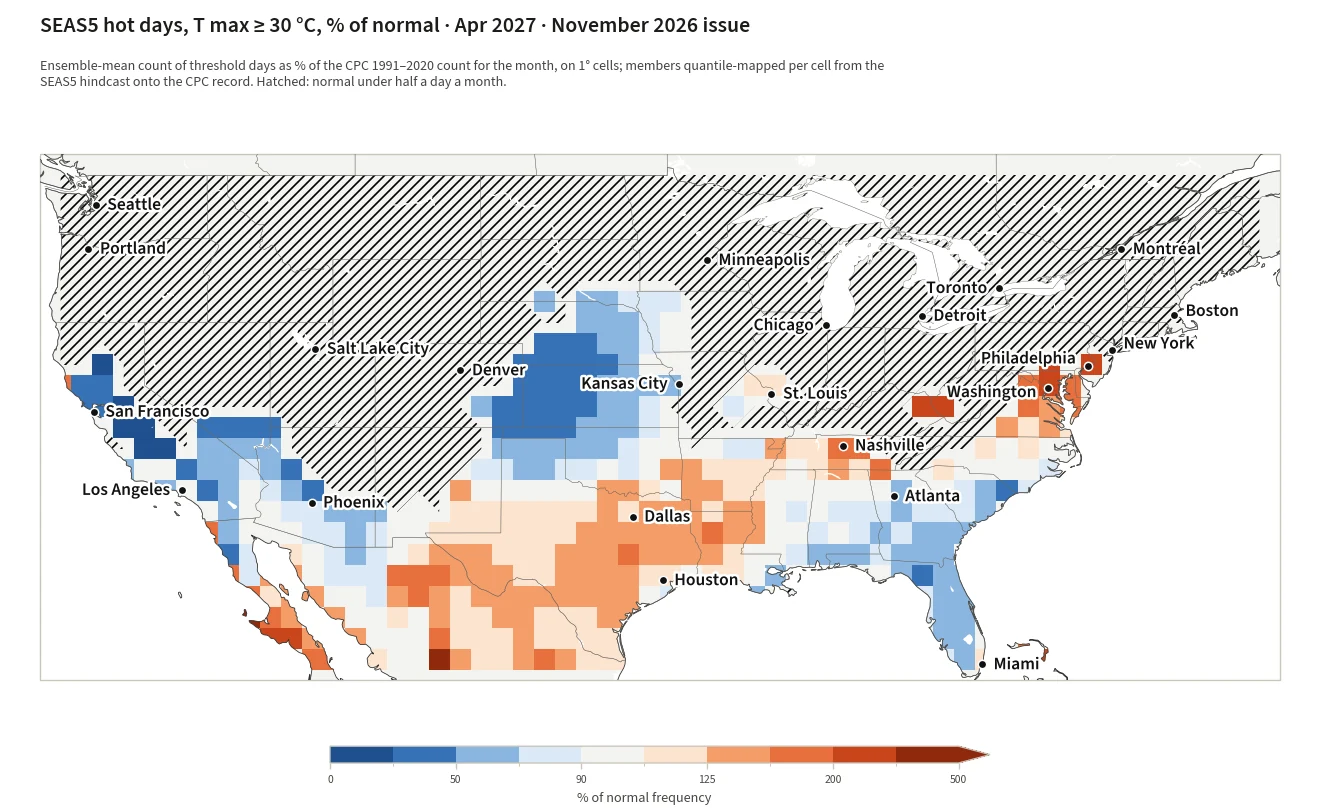 SEAS5 hot days, T max ≥ 30 °C, % of normal · Apr 2027 · November 2026 issue
Ensemble-mean count of threshold days as % of the CPC 1991–2020 count for the month, on 1° cells; members quantile-mapped per cell from the
SEAS5 hindcast onto the CPC record. Hatched: normal under half a day a month.
Seattle
Portland
Montréal
Minneapolis
Toronto
Boston
Detroit
Chicago
New York
Salt Lake City
Philadelphia
Denver
Kansas City
Washington
St. Louis
San Francisco
Nashville
Los Angeles
Atlanta
Phoenix
Dallas
Houston
Miami
0 50 90 125 200 500
% of normal frequency